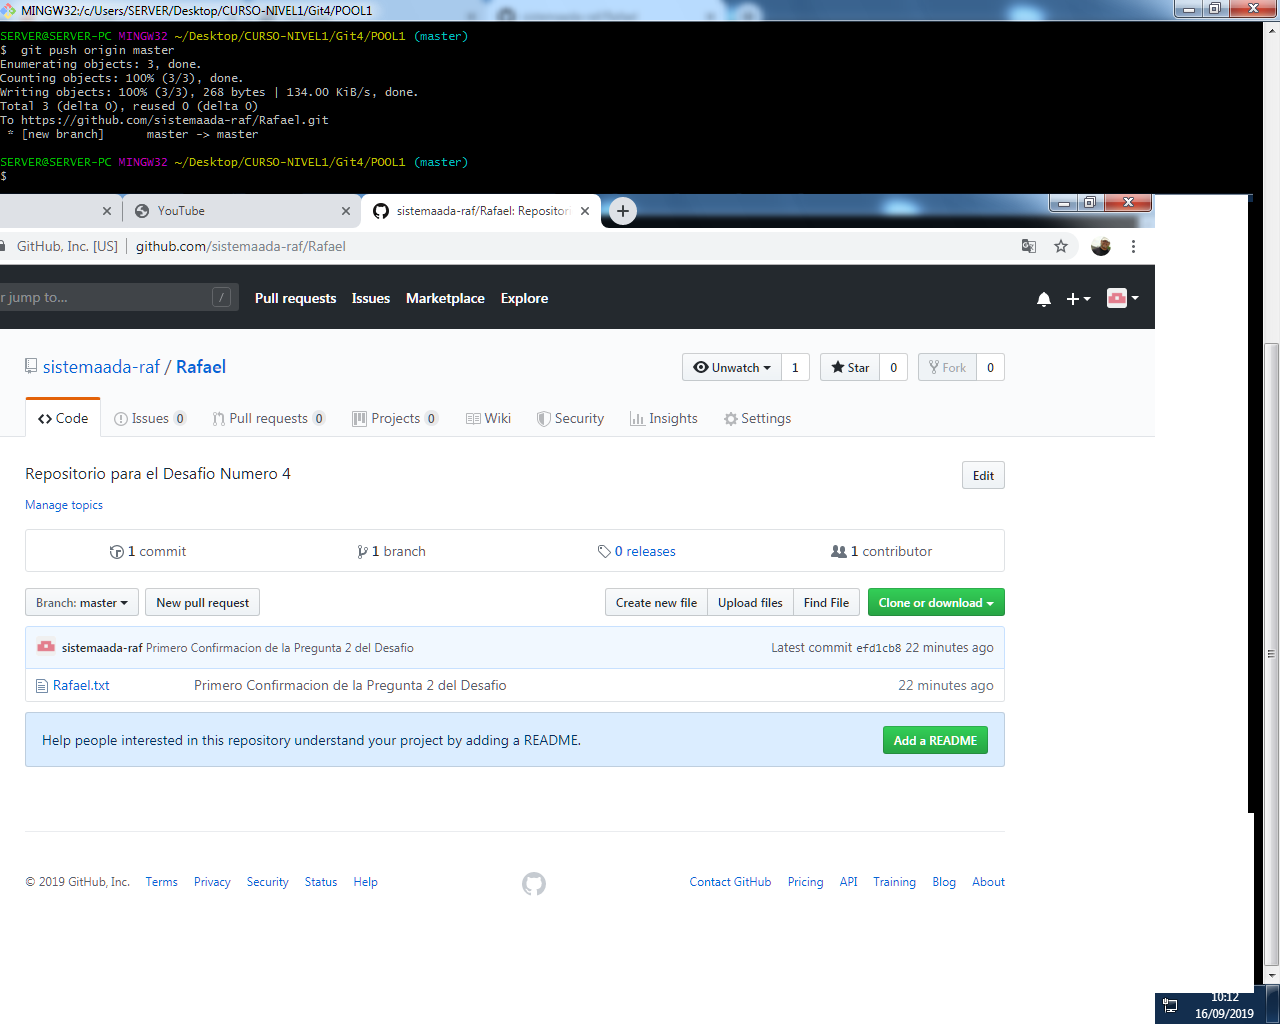 MINGW32:/c/Users/SERVER/Desktop/CURSO-NIVEL1/Git4/POOL1
SERVER@SERVER-PC MINGW32 ~/Desktop/CURSO-NIVEL1/Git4/POOL1 (master)
$  git push origin master
Enumerating objects: 3, done.
Counting objects: 100% (3/3), done.
Writing objects: 100% (3/3), 268 bytes | 134.00 KiB/s, done.
Total 3 (delta 0), reused 0 (delta 0)
To https://github.com/sistemaada-raf/Rafael.git
 * [new branch]      master -> master
SERVER@SERVER-PC MINGW32 ~/Desktop/CURSO-NIVEL1/Git4/POOL1 (master)
$
YouTube
sistemaada-raf/Rafael: Repositori
GitHub, Inc. [US] | github.com/sistemaada-raf/Rafael
r jump to... /
Pull requests Issues Marketplace Explore
sistemaada-raf / Rafael
Unwatch 1 Star 0 Fork 0
Code Issues 0 Pull requests 0 Projects 0 Wiki Security Insights Settings
Repositorio para el Desafio Numero 4
Edit
Manage topics
1 commit 1 branch 0 releases 1 contributor
Branch: master New pull request Create new file Upload files Find File Clone or download
sistemaada-raf Primero Confirmacion de la Pregunta 2 del Desafio Latest commit efd1cb8 22 minutes ago
Rafael.txt Primero Confirmacion de la Pregunta 2 del Desafio 22 minutes ago
Help people interested in this repository understand your project by adding a README. Add a README
© 2019 GitHub, Inc. Terms Privacy Security Status Help Contact GitHub Pricing API Training Blog About
10:12
16/09/2019